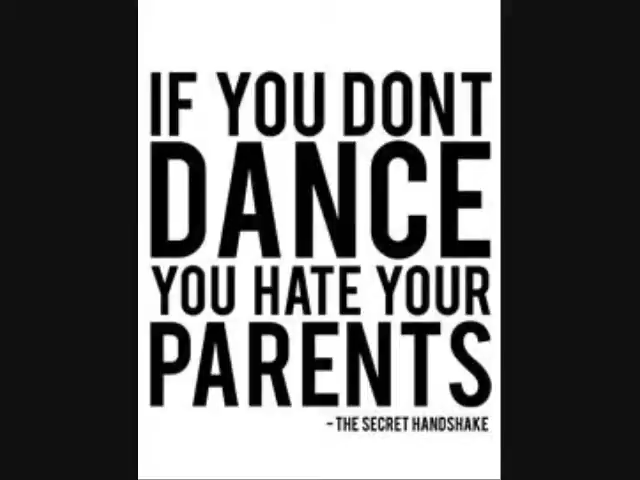 IF YOU DONT
DANCE
YOU HATE YOUR
PARENTS
- THE SECRET HANDSHAKE